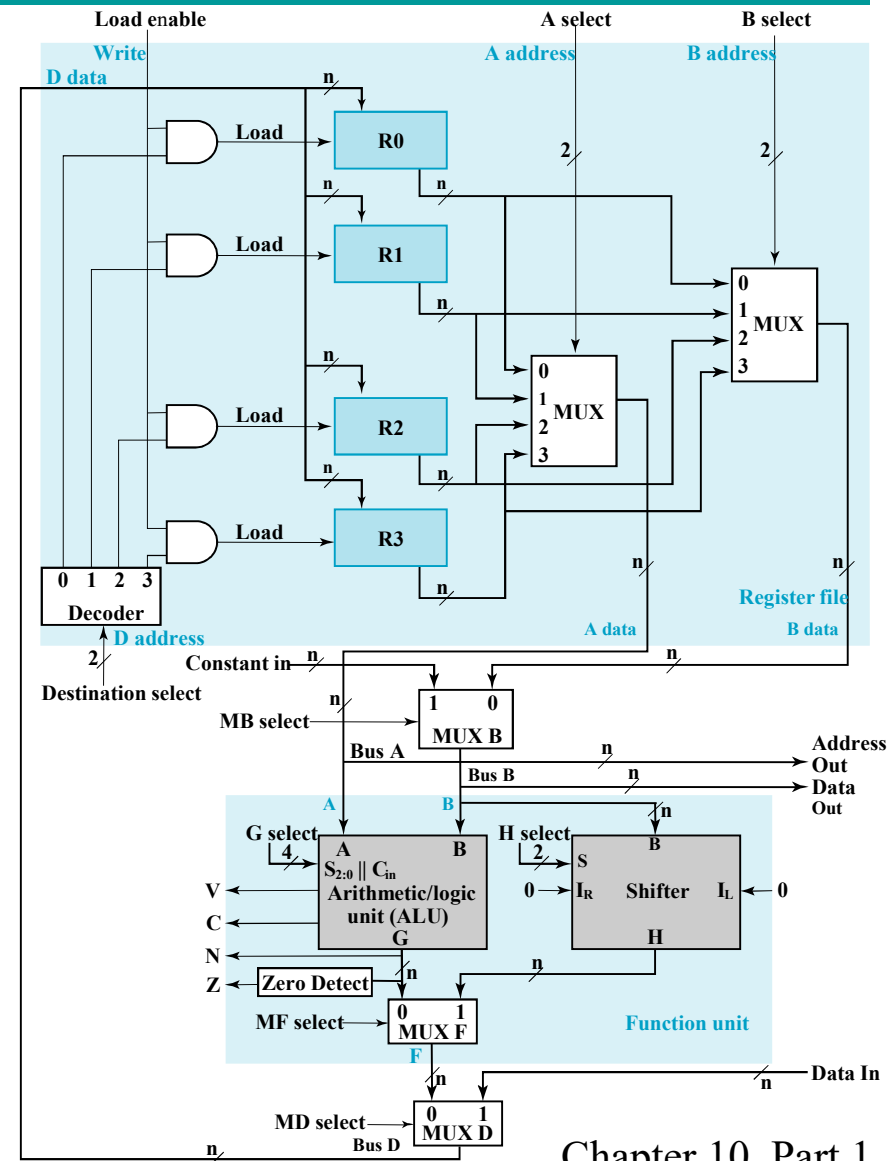 Load enable
A select
B select
Write
A address
B address
D data
n
Load
R0
2
2
n
n
Load
R1
0
1
MUX
2
3
n
n
0
1
MUX
2
3
Load
R2
n
n
Load
R3
n
n
n
0 1 2 3
Decoder
D address
Register file
A data
B data
2
Destination select
Constant in
n
n
n
1 0
MB select
MUX B
Bus A
n
Address
Out
Bus B
n
Data
Out
A
B
n
G select
4
A
B
H select
2
B
S2:0 || Cin
S
V
Arithmetic/logic
unit (ALU)
0
IR
Shifter
IL
0
C
G
H
N
n
n
Z
Zero Detect
0 1
MF select
MUX F
Function unit
F
n
n
Data In
0 1
MD select
MUX D
Bus D
n
Chapter 10 Part 1